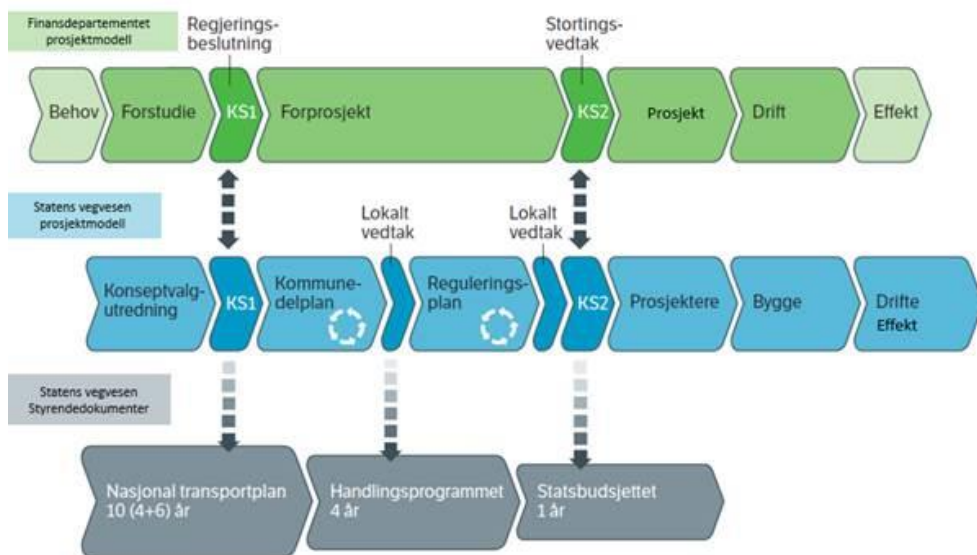 Finansdepartementet
prosjektmodell
Regjerings-
beslutning
Stortings-
vedtak
Behov
Forstudie
KS1
Forprosjekt
KS2
Prosjekt
Drift
Effekt
Statens vegvesen
prosjektmodell
Lokalt
vedtak
Lokalt
vedtak
Konseptvalg-
utredning
KS1
Kommune-
delplan
Regulerings-
plan
KS2
Prosjektere
Bygge
Drifte
Effekt
Statens vegvesen
Styrendedokumenter
Nasjonal transportplan
10 (4+6) år
Handlingsprogrammet
4 år
Statsbudsjettet
1 år